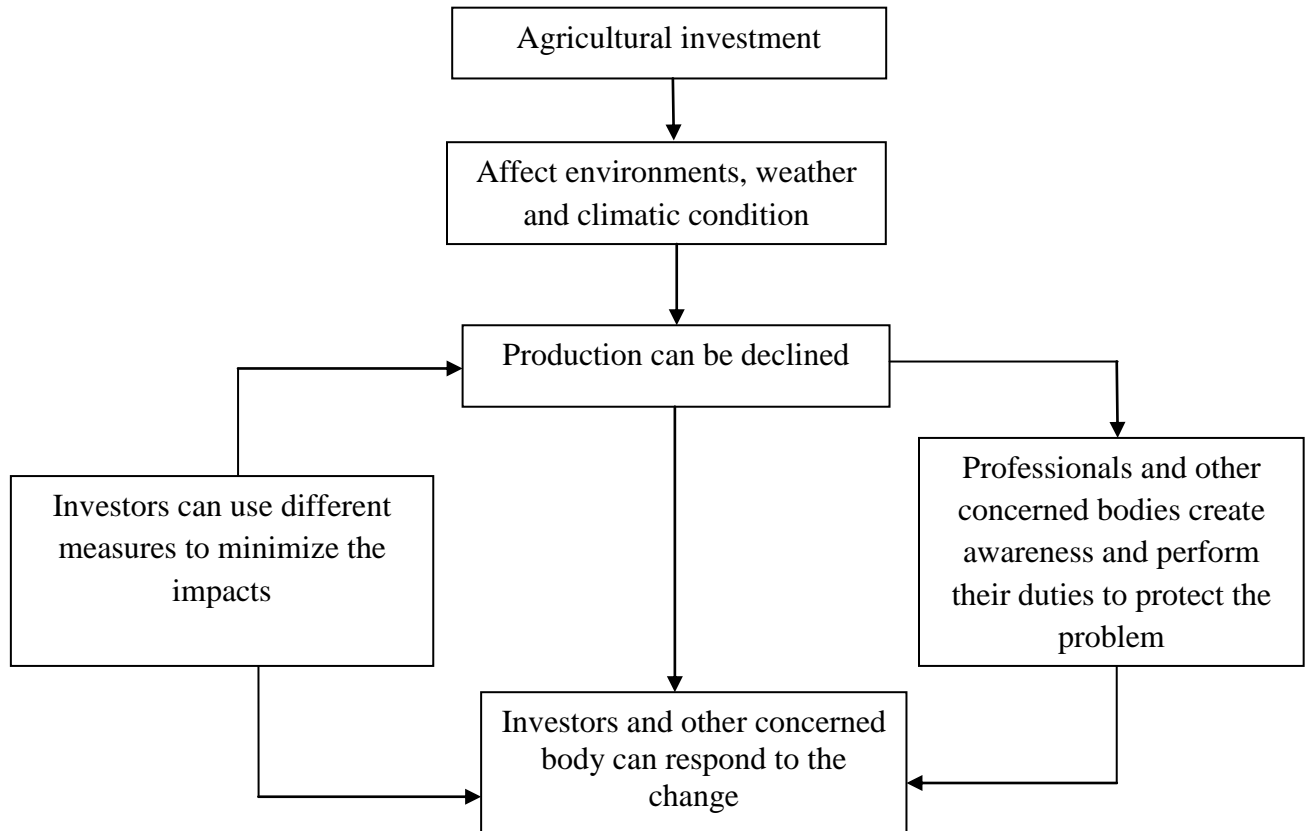 Agricultural investment
Affect environments, weather
and climatic condition
Production can be declined
Investors can use different
measures to minimize the
impacts
Professionals and other
concerned bodies create
awareness and perform
their duties to protect the
problem
Investors and other concerned
body can respond to the
change